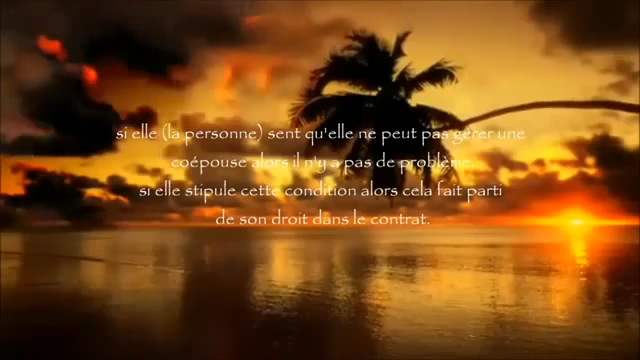 si elle (la personne) sent qu'elle ne peut pas gérer une
coépouse alors il n'y a pas de problème.
si elle stipule cette condition alors cela fait parti
de son droit dans le contrat.